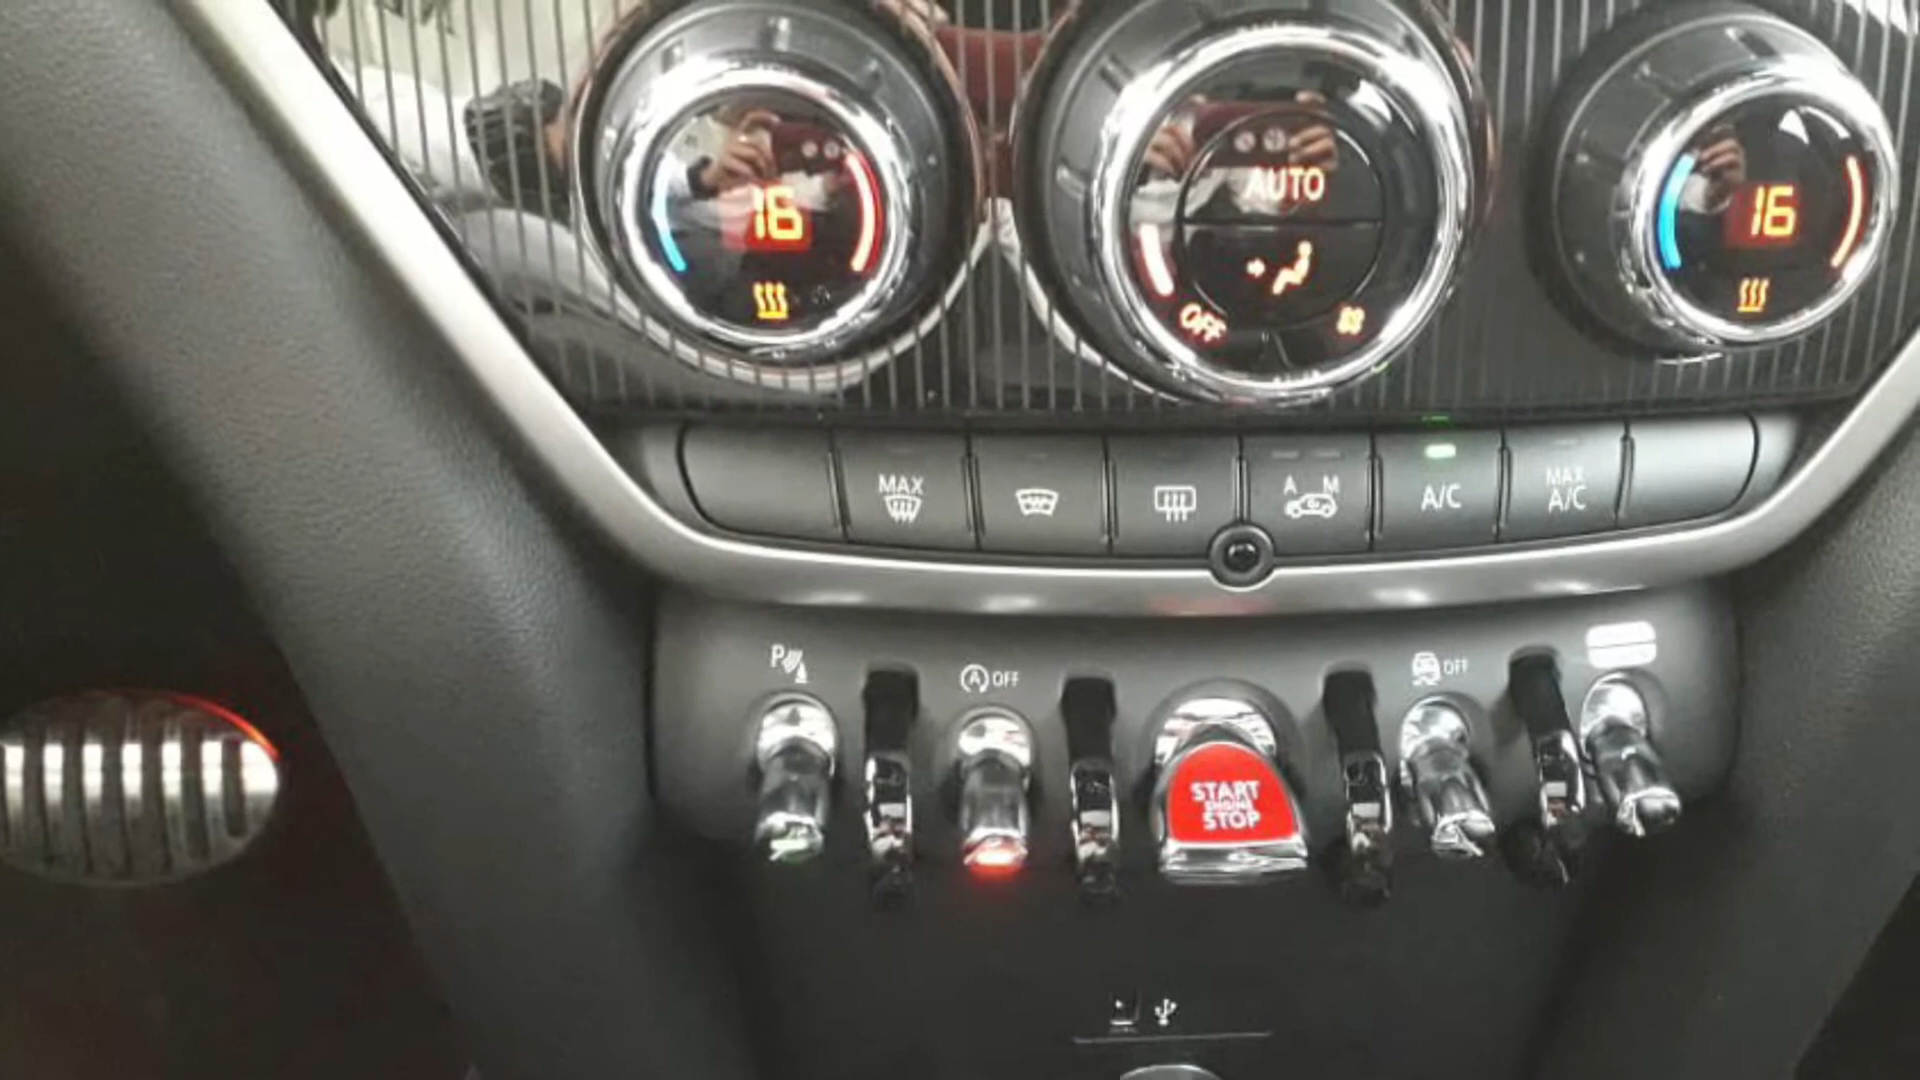 16
AUTO
OFF
16
MAX
A M
A/C
MAX
A/C
P
A OFF
OFF
START
ENGINE
STOP